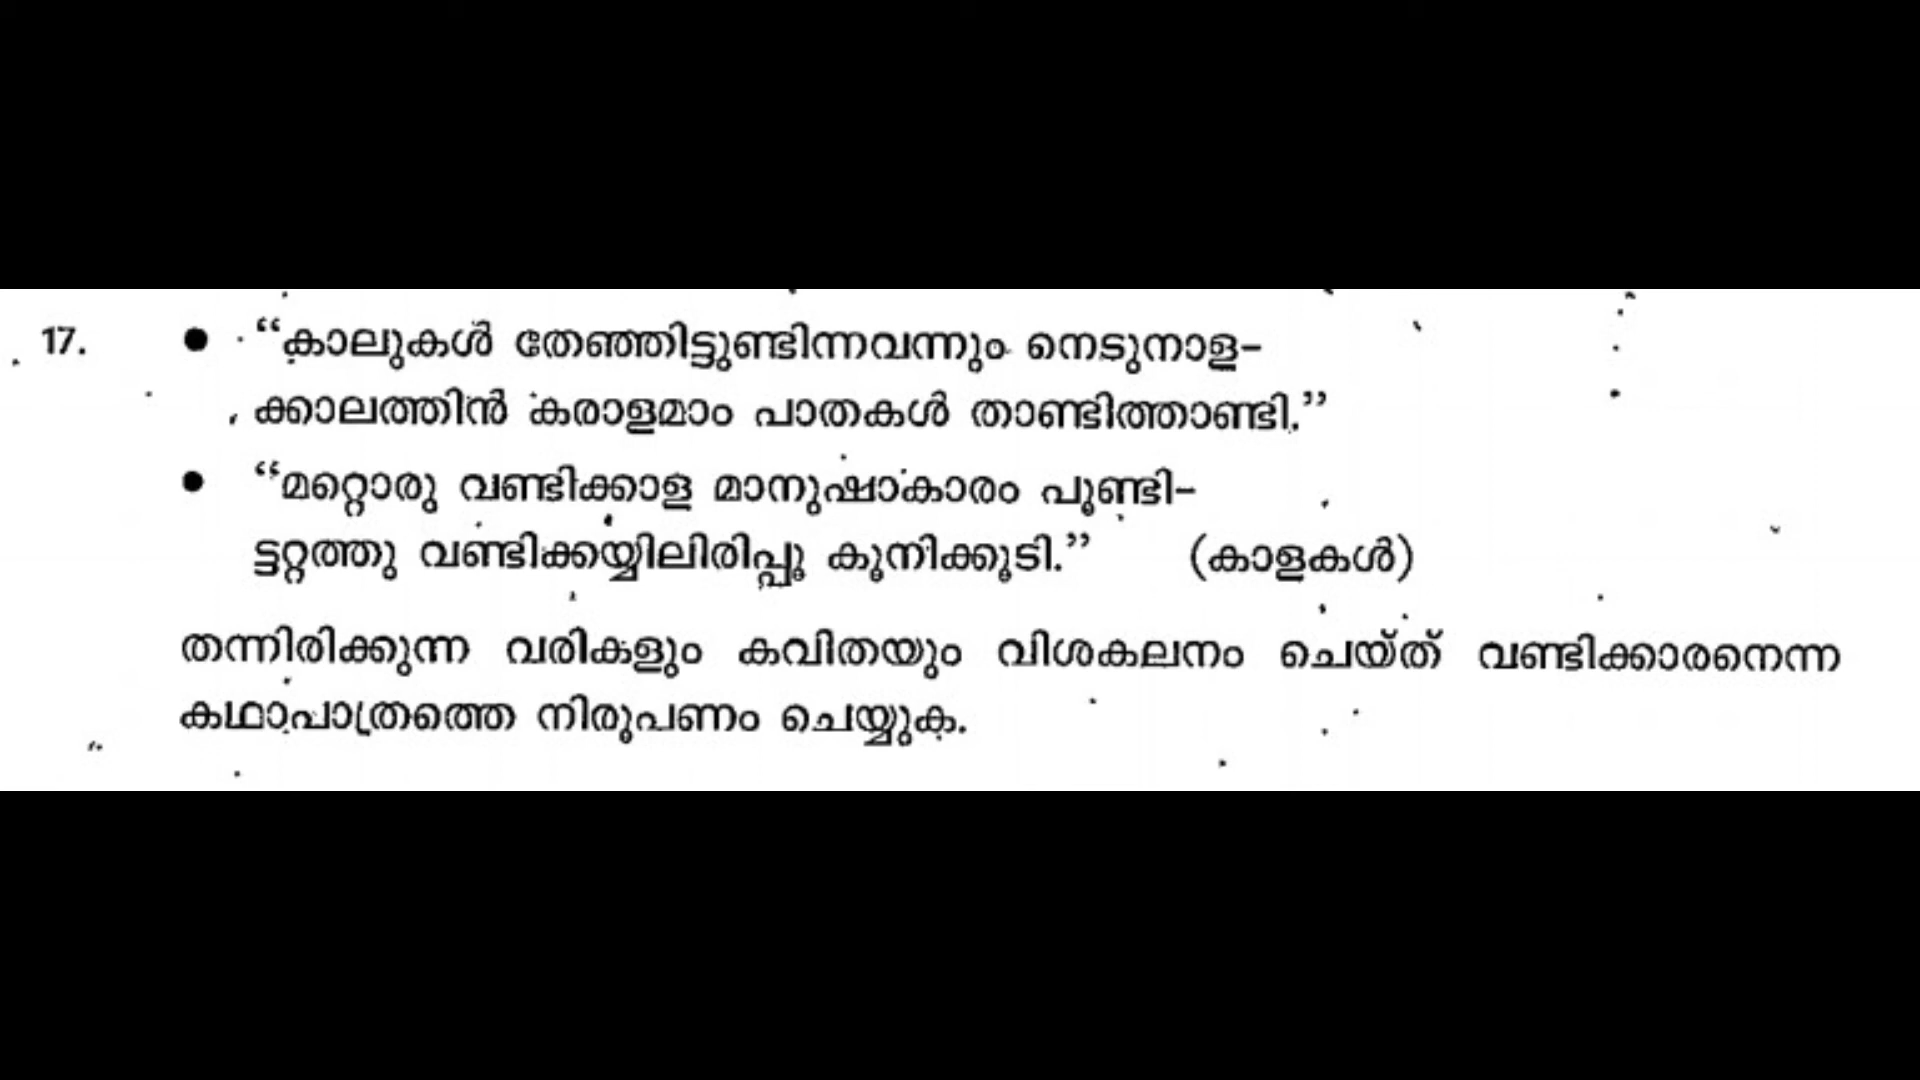 17. ● “കാലുകൾ തേഞ്ഞിട്ടുണ്ടിന്നവന്നും നെടുനാള-
ക്കാലത്തിൻ കരാളമാം പാതകൾ താണ്ടിത്താണ്ടി.”
● “മറ്റൊരു വണ്ടിക്കാള മാനുഷാകാരം പൂണ്ടി-
ട്ടറ്റത്തു വണ്ടിക്കയ്യിലിരിപ്പൂ കൂനിക്കൂടി.” (കാളകൾ)
തന്നിരിക്കുന്ന വരികളും കവിതയും വിശകലനം ചെയ്ത് വണ്ടിക്കാരനെന്ന
കഥാപാത്രത്തെ നിരൂപണം ചെയ്യുക.